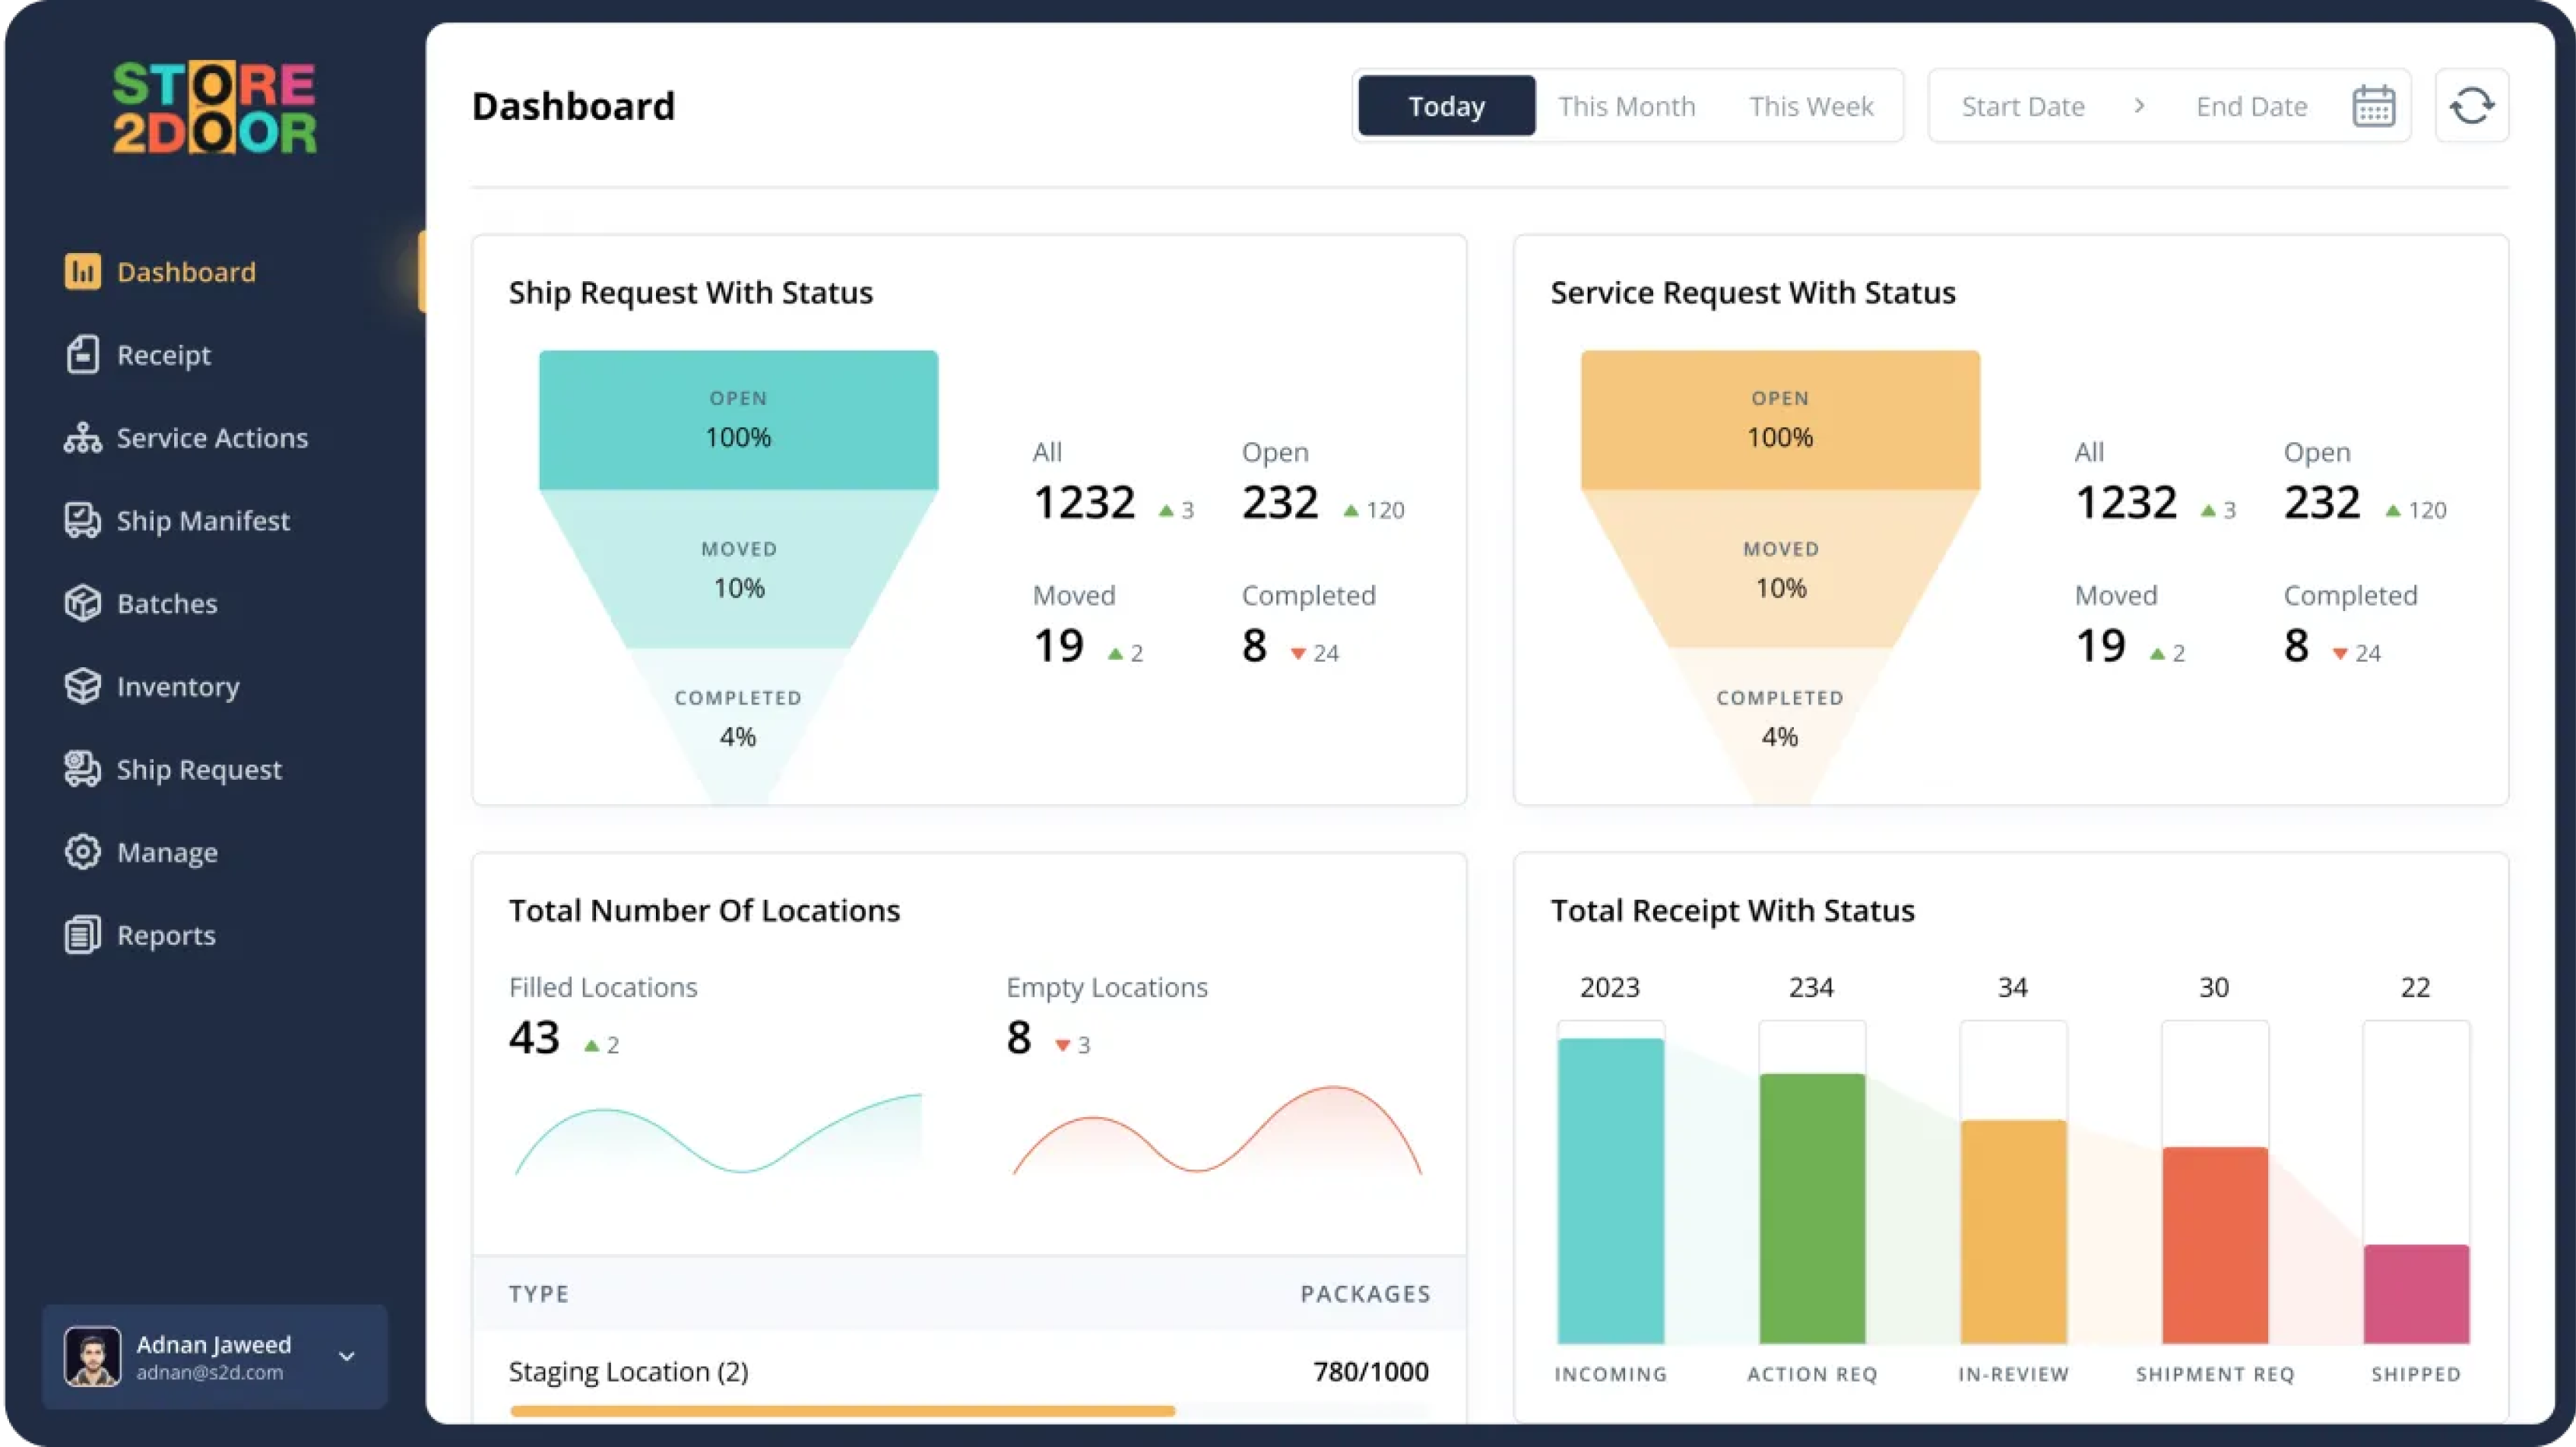 STORE
2DOOR
Dashboard
Receipt
Service Actions
Ship Manifest
Batches
Inventory
Ship Request
Manage
Reports
Adnan Jaweed
adnan@s2d.com
Dashboard
Today This Month This Week Start Date > End Date
Ship Request With Status
OPEN
100%
MOVED
10%
COMPLETED
4%
All Open
1232 ▲ 3 232 ▲ 120
Moved Completed
19 ▲ 2 8 ▼ 24
Service Request With Status
OPEN
100%
MOVED
10%
COMPLETED
4%
All Open
1232 ▲ 3 232 ▲ 120
Moved Completed
19 ▲ 2 8 ▼ 24
Total Number Of Locations
Filled Locations Empty Locations
43 ▲ 2 8 ▼ 3
TYPE PACKAGES
Staging Location (2) 780/1000
Total Receipt With Status
2023 234 34 30 22
INCOMING ACTION REQ IN-REVIEW SHIPMENT REQ SHIPPED